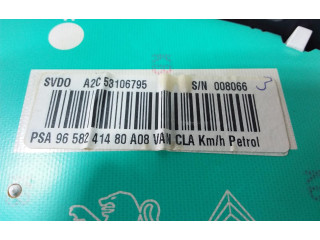 SVDO A2C 53106795 S/N 008066
PSA 96 582 414 80 A08 VAN CLA Km/h Petrol